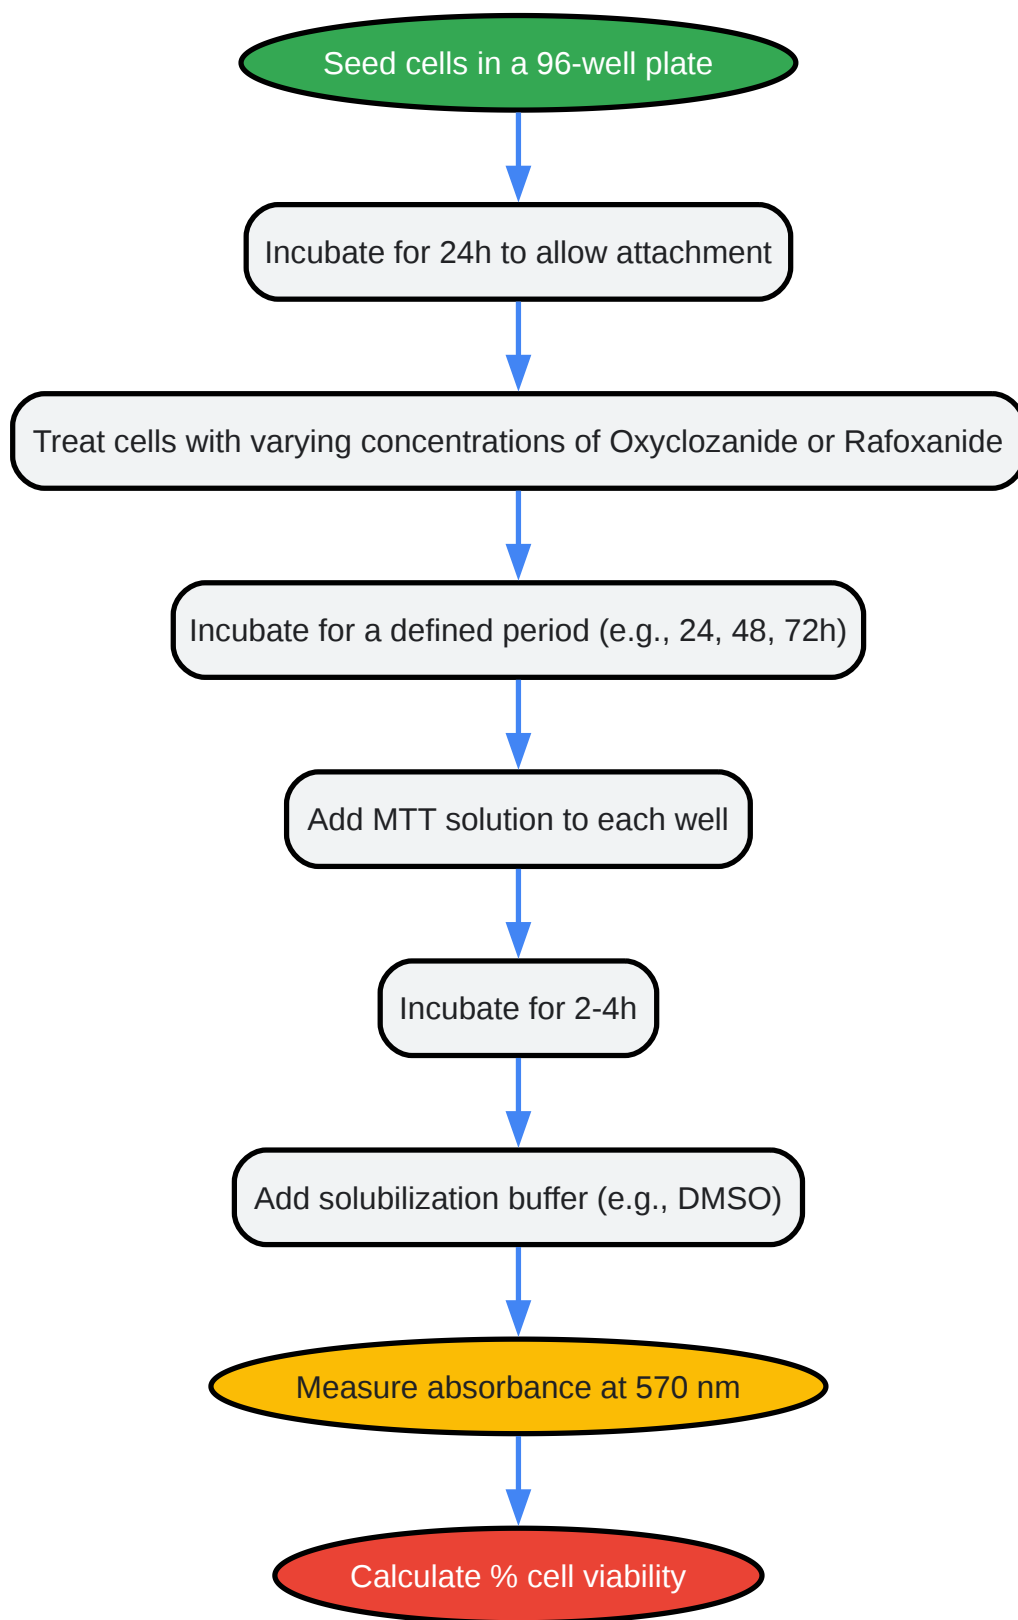 Seed cells in a 96-well plate
Incubate for 24h to allow attachment
Treat cells with varying concentrations of Oxyclozanide or Rafoxanide
Incubate for a defined period (e.g., 24, 48, 72h)
Add MTT solution to each well
Incubate for 2-4h
Add solubilization buffer (e.g., DMSO)
Measure absorbance at 570 nm
Calculate % cell viability